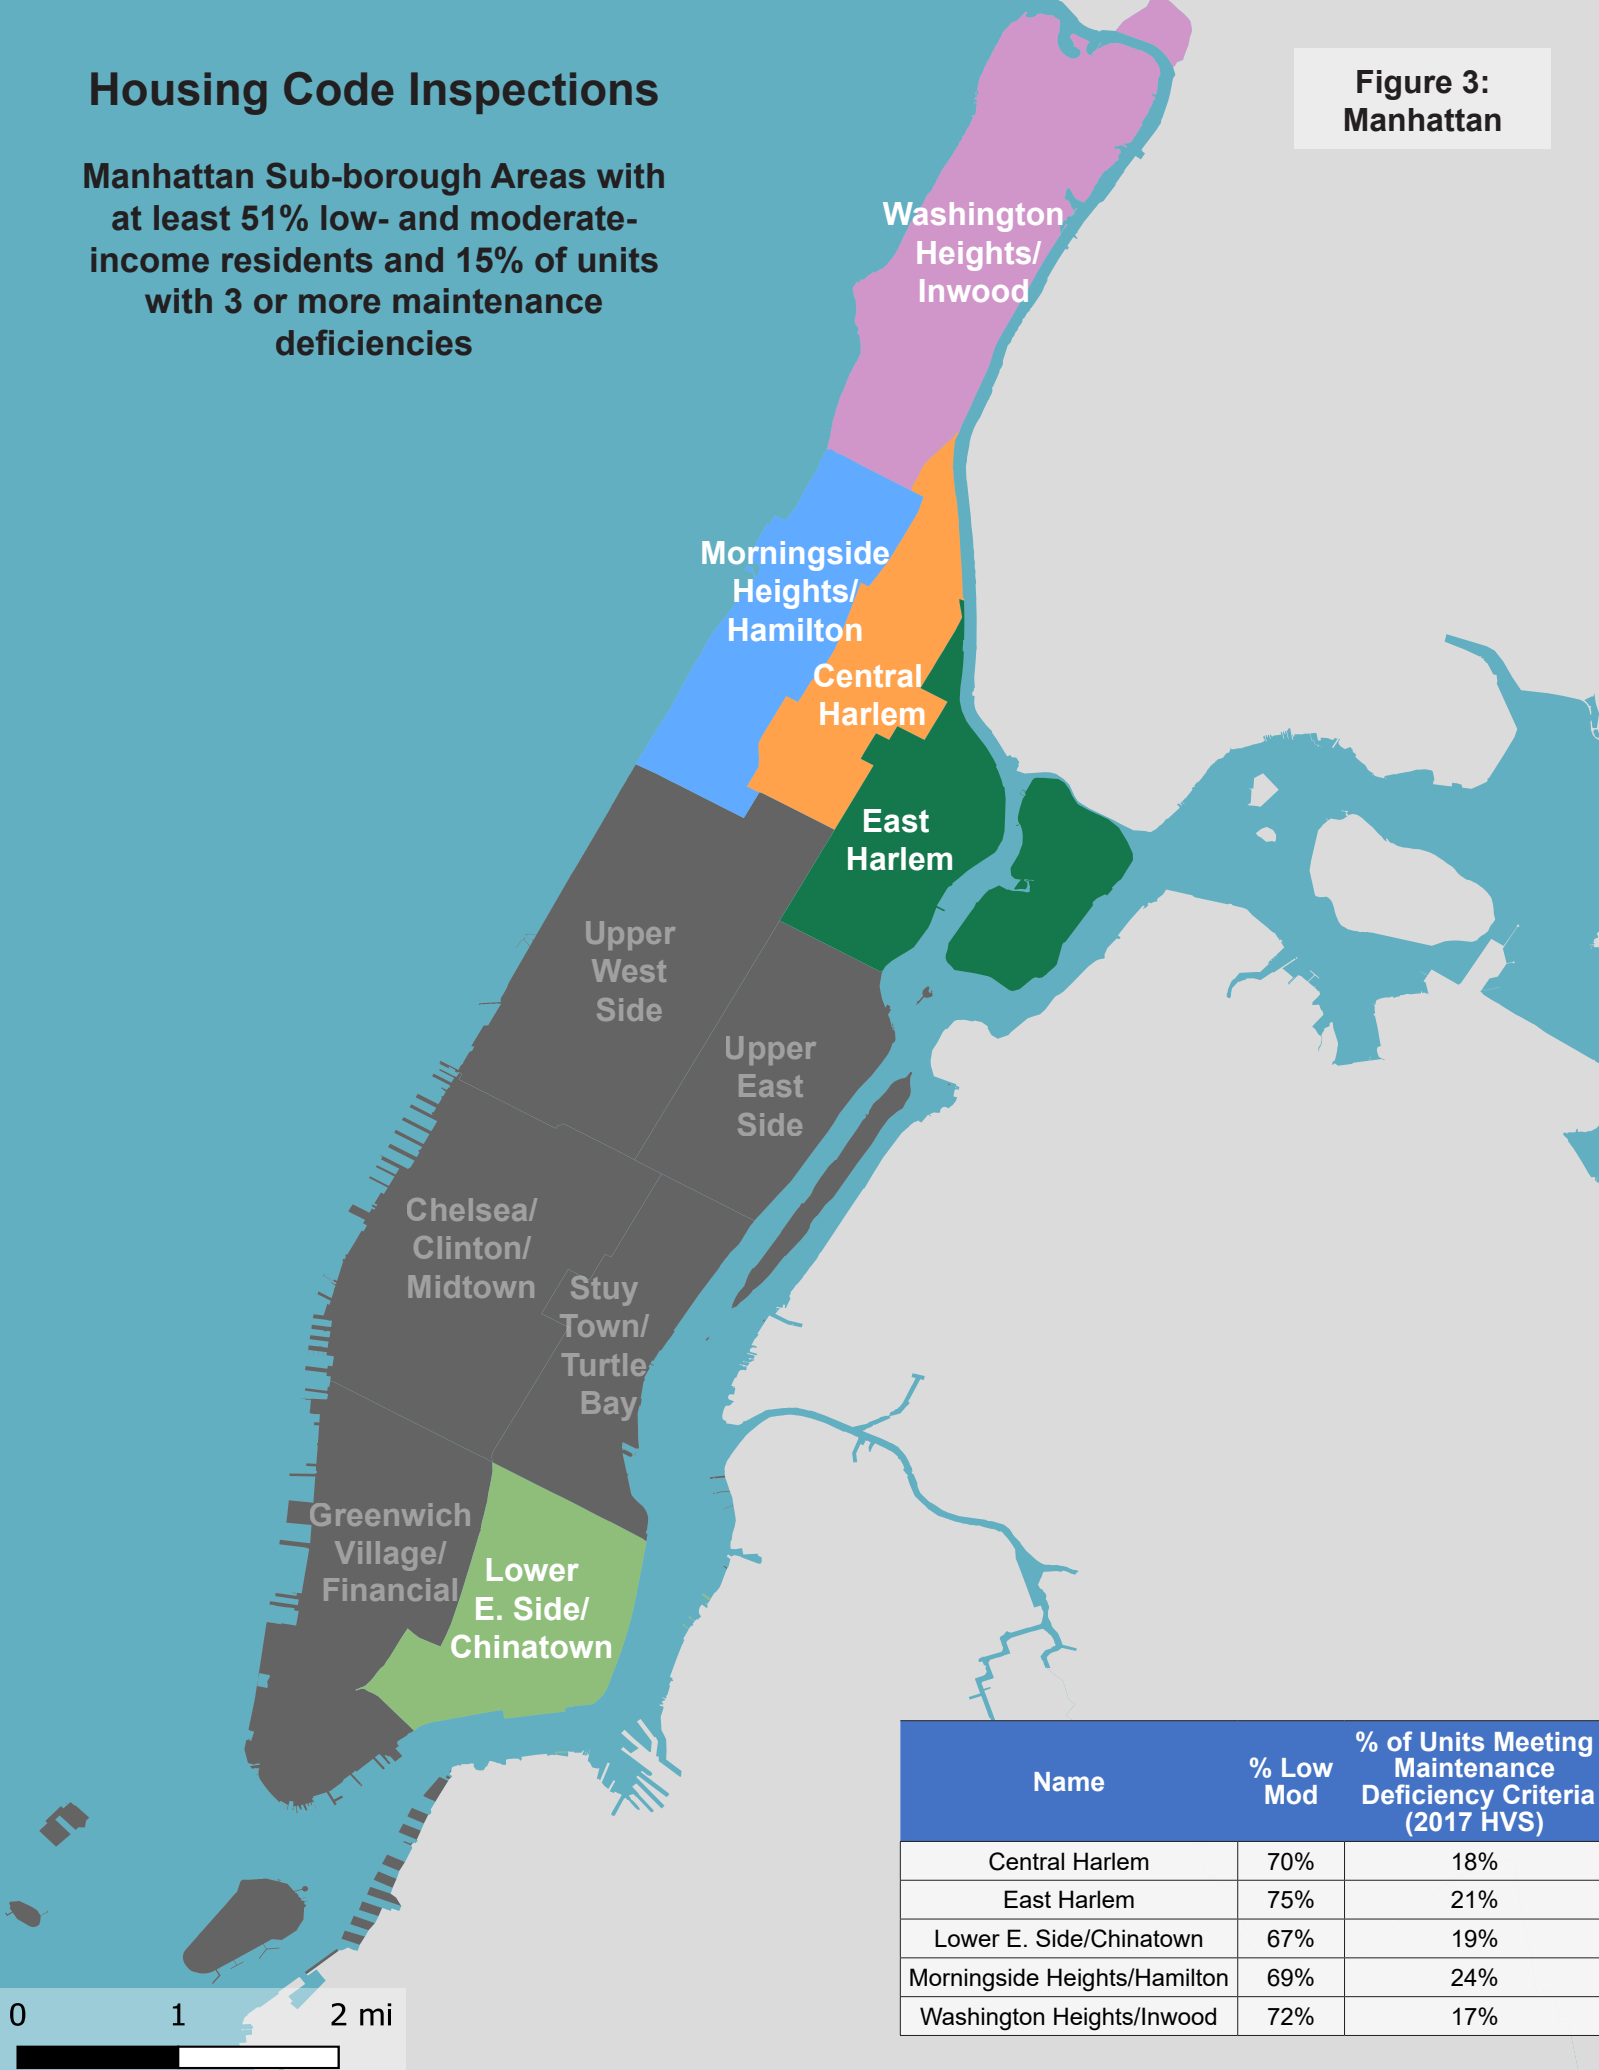 Housing Code Inspections
Manhattan Sub-borough Areas with
at least 51% low- and moderate-
income residents and 15% of units
with 3 or more maintenance
deficiencies
Figure 3:
Manhattan
Washington
Heights/
Inwood
Morningside
Heights/
Hamilton
Central
Harlem
East
Harlem
Upper
West
Side
Upper
East
Side
Chelsea/
Clinton/
Midtown
Stuy
Town/
Turtle
Bay
Greenwich
Village/
Financial
Lower
E. Side/
Chinatown
Name
% Low
Mod
% of Units Meeting
Maintenance
Deficiency Criteria
(2017 HVS)
Central Harlem 70% 18%
East Harlem 75% 21%
Lower E. Side/Chinatown 67% 19%
Morningside Heights/Hamilton 69% 24%
Washington Heights/Inwood 72% 17%
0 1 2 mi